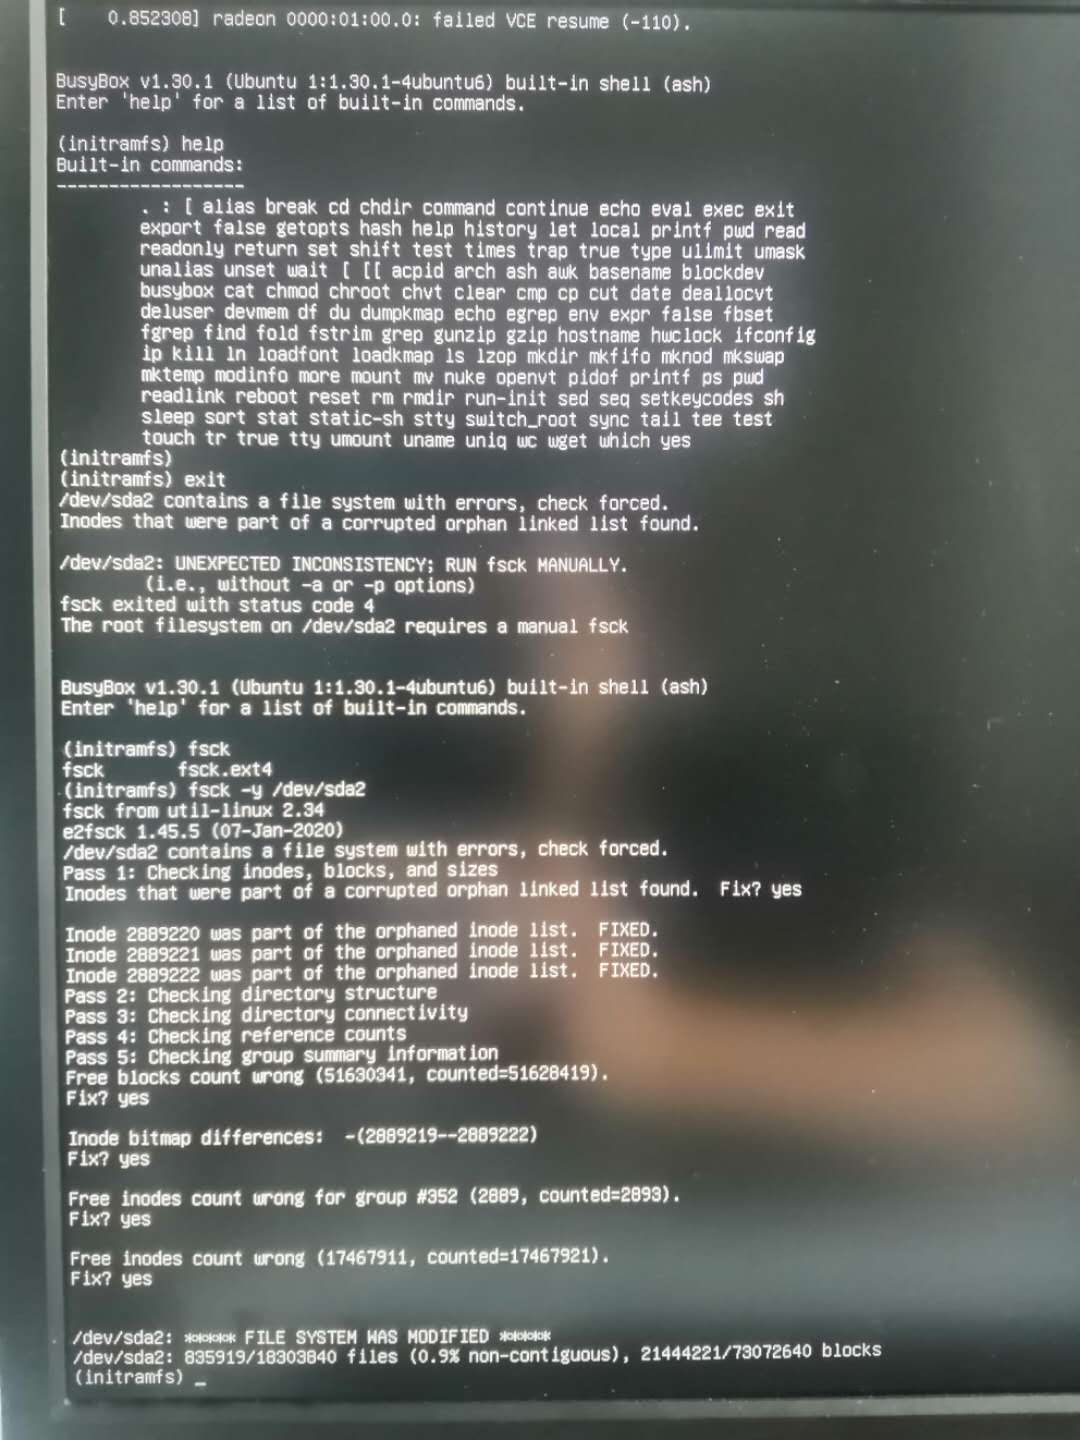 [    0.852308] radeon 0000:01:00.0: failed VCE resume (-110).
BusyBox v1.30.1 (Ubuntu 1:1.30.1-4ubuntu6) built-in shell (ash)
Enter 'help' for a list of built-in commands.
(initramfs) help
Built-in commands:
------------------
. : [ alias break cd chdir command continue echo eval exec exit
export false getopts hash help history let local printf pwd read
readonly return set shift test times trap true type ulimit umask
unalias unset wait [ [[ acpid arch ash awk basename blockdev
busybox cat chmod chroot chvt clear cmp cp cut date deallocvt
deluser devmem df du dumpkmap echo egrep env expr false fbset
fgrep find fold fstrim grep gunzip gzip hostname hwclock ifconfig
ip kill ln loadfont loadkmap ls lzop mkdir mkfifo mknod mkswap
mktemp modinfo more mount mv nuke openvt pidof printf ps pwd
readlink reboot reset rm rmdir run-init sed seq setkeycodes sh
sleep sort stat static-sh stty switch_root sync tail tee test
touch tr true tty umount uname uniq wc wget which yes
(initramfs)
(initramfs) exit
/dev/sda2 contains a file system with errors, check forced.
Inodes that were part of a corrupted orphan linked list found.
/dev/sda2: UNEXPECTED INCONSISTENCY; RUN fsck MANUALLY.
(i.e., without -a or -p options)
fsck exited with status code 4
The root filesystem on /dev/sda2 requires a manual fsck
BusyBox v1.30.1 (Ubuntu 1:1.30.1-4ubuntu6) built-in shell (ash)
Enter 'help' for a list of built-in commands.
(initramfs) fsck
fsck       fsck.ext4
(initramfs) fsck -y /dev/sda2
fsck from util-linux 2.34
e2fsck 1.45.5 (07-Jan-2020)
/dev/sda2 contains a file system with errors, check forced.
Pass 1: Checking inodes, blocks, and sizes
Inodes that were part of a corrupted orphan linked list found.  Fix? yes
Inode 2889220 was part of the orphaned inode list.  FIXED.
Inode 2889221 was part of the orphaned inode list.  FIXED.
Inode 2889222 was part of the orphaned inode list.  FIXED.
Pass 2: Checking directory structure
Pass 3: Checking directory connectivity
Pass 4: Checking reference counts
Pass 5: Checking group summary information
Free blocks count wrong (51630341, counted=51628419).
Fix? yes
Inode bitmap differences:  -(2889219--2889222)
Fix? yes
Free inodes count wrong for group #352 (2889, counted=2893).
Fix? yes
Free inodes count wrong (17467911, counted=17467921).
Fix? yes
/dev/sda2: ***** FILE SYSTEM WAS MODIFIED *****
/dev/sda2: 835919/18303840 files (0.9% non-contiguous), 21444221/73072640 blocks
(initramfs) _